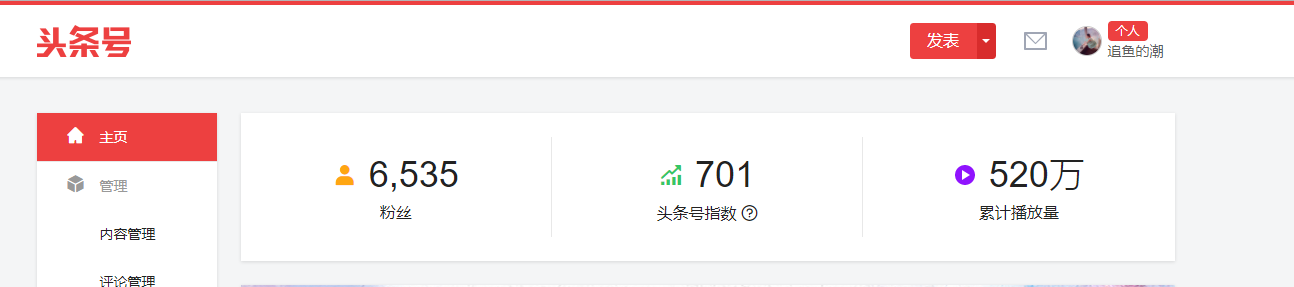 头条号
发表
个人
追鱼的潮
主页
管理
内容管理
评论管理
6,535
粉丝
701
头条号指数 ?
520万
累计播放量